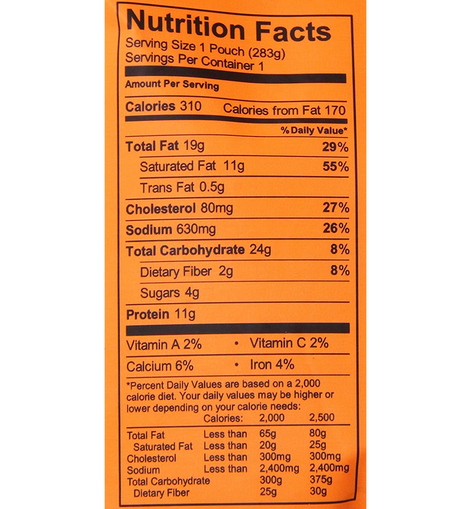 Nutrition Facts
Serving Size 1 Pouch (283g)
Servings Per Container 1
Amount Per Serving
Calories 310 Calories from Fat 170
% Daily Value*
Total Fat 19g 29%
Saturated Fat 11g 55%
Trans Fat 0.5g
Cholesterol 80mg 27%
Sodium 630mg 26%
Total Carbohydrate 24g 8%
Dietary Fiber 2g 8%
Sugars 4g
Protein 11g
Vitamin A 2% • Vitamin C 2%
Calcium 6% • Iron 4%
*Percent Daily Values are based on a 2,000
calorie diet. Your daily values may be higher or
lower depending on your calorie needs:
Calories: 2,000 2,500
Total Fat Less than 65g 80g
Saturated Fat Less than 20g 25g
Cholesterol Less than 300mg 300mg
Sodium Less than 2,400mg 2,400mg
Total Carbohydrate 300g 375g
Dietary Fiber 25g 30g